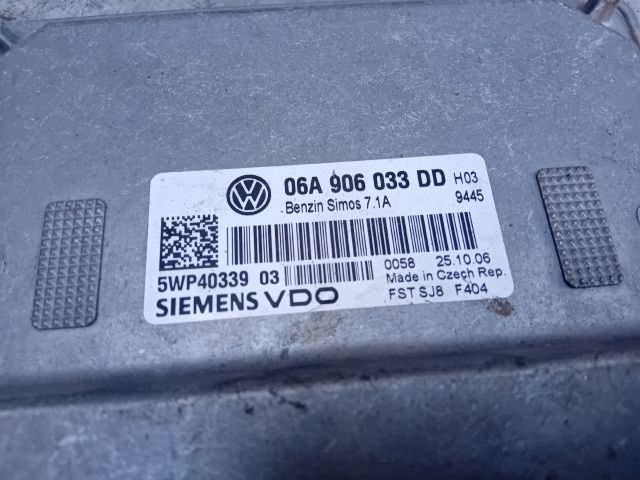 06A 906 033 DD H03
Benzin Simos 7.1A 9445
0058 25.10.06
5WP40339 03 Made in Czech Rep.
SIEMENS VDO FST SJ8 F404